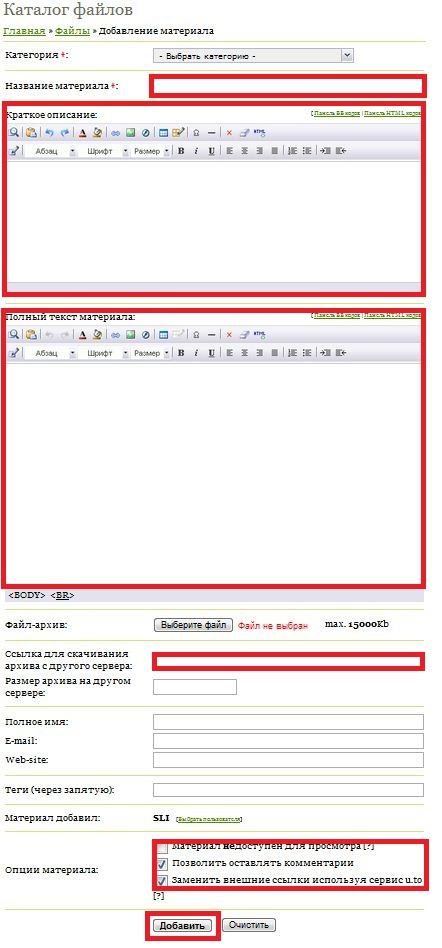 Каталог файлов
Главная » Файлы » Добавление материала
Категория *: - Выбрать категорию -
Название материала *:
Краткое описание: [Панель ББ кодов | Панель HTML кодов
HTML
Абзац Шрифт Размер B i U
Полный текст материала: [Панель ББ кодов | Панель HTML кодов
HTML
Абзац Шрифт Размер B i U
<BODY> <BR>
Файл-архив: Выберите файл Файл не выбран max. 15000Kb
Ссылка для скачивания
архива с другого сервера:
Размер архива на другом
сервере:
Полное имя:
E-mail:
Web-site:
Теги (через запятую):
Материал добавил: SLI [Выбрать пользователя]
Материал недоступен для просмотра [?]
Опции материала: Позволить оставлять комментарии
Заменить внешние ссылки используя сервис u.to
[?]
Добавить Очистить